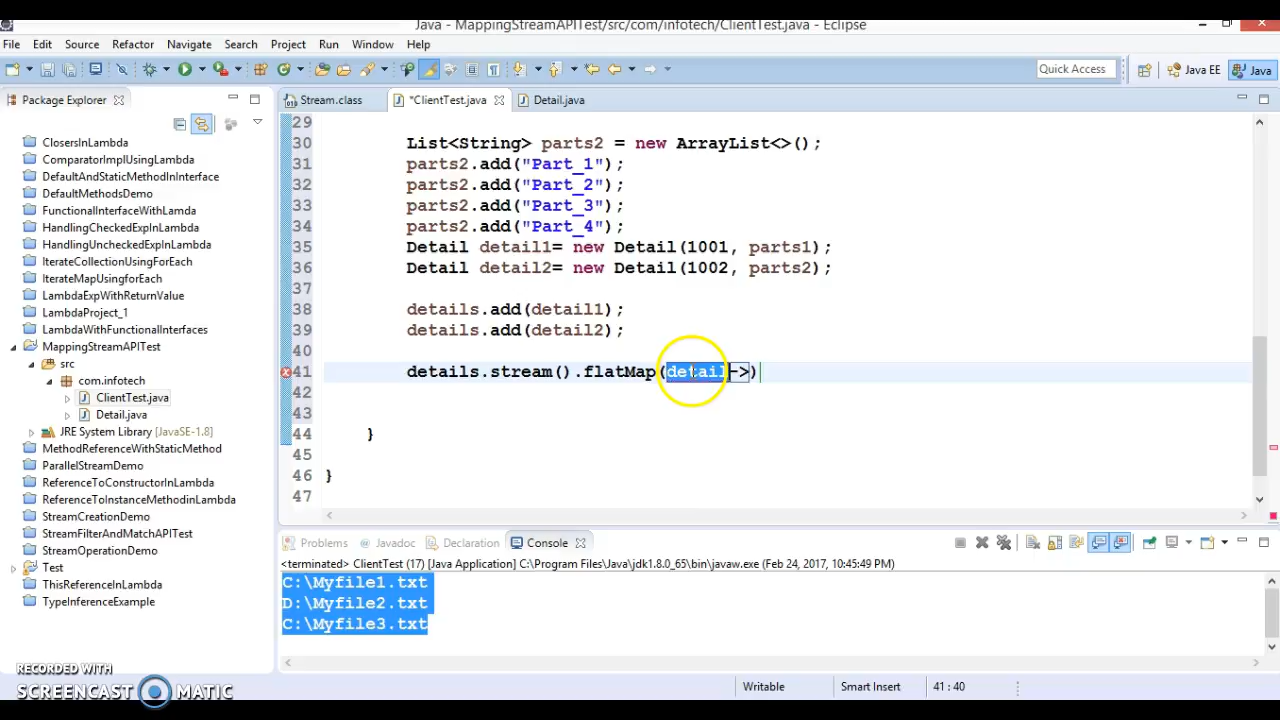 Java - MappingStreamAPITest/src/com/infotech/ClientTest.java - Eclipse
File Edit Source Refactor Navigate Search Project Run Window Help
Quick Access Java EE Java
Package Explorer
Stream.class *ClientTest.java Detail.java
ClosersInLambda
ComparatorImplUsingLambda
DefaultAndStaticMethodInInterface
DefaultMethodsDemo
FunctionalInterfaceWithLamda
HandlingCheckedExpInLambda
HandlingUncheckedExpInLambda
IterateCollectionUsingforEach
IterateMapUsingforEach
LambdaExpWithReturnValue
LambdaProject_1
LambdaWithFunctionalInterfaces
MappingStreamAPITest
src
com.infotech
ClientTest.java
Detail.java
JRE System Library [JavaSE-1.8]
MethodReferenceWithStaticMethod
ParallelStreamDemo
ReferenceToConstructorInLambda
ReferenceToInstanceMethodinLambda
StreamCreationDemo
StreamFilterAndMatchAPITest
StreamOperationDemo
Test
ThisReferenceInLambda
TypeInferenceExample
29
30 List<String> parts2 = new ArrayList<>();
31 parts2.add("Part_1");
32 parts2.add("Part_2");
33 parts2.add("Part_3");
34 parts2.add("Part_4");
35 Detail detail1= new Detail(1001, parts1);
36 Detail detail2= new Detail(1002, parts2);
37
38 details.add(detail1);
39 details.add(detail2);
40
41 details.stream().flatMap(detail->)
42
43
44 }
45
46 }
47
Problems Javadoc Declaration Console
<terminated> ClientTest (17) [Java Application] C:\Program Files\Java\jdk1.8.0_65\bin\javaw.exe (Feb 24, 2017, 10:45:49 PM)
C:\Myfile1.txt
D:\Myfile2.txt
C:\Myfile3.txt
Writable Smart Insert 41 : 40
RECORDED WITH
SCREENCAST MATIC